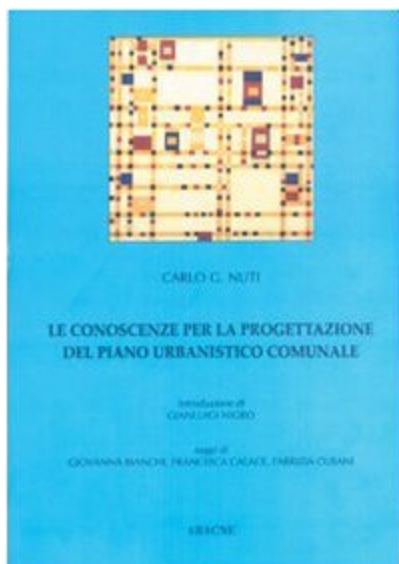 CARLO G. NUTI
LE CONOSCENZE PER LA PROGETTAZIONE
DEL PIANO URBANISTICO COMUNALE
introduzione di
GIANLUIGI NIGRO
saggi di
GIOVANNA BIANCHI, FRANCESCA CALACE, FABRIZIA CUSANI
ARACNE